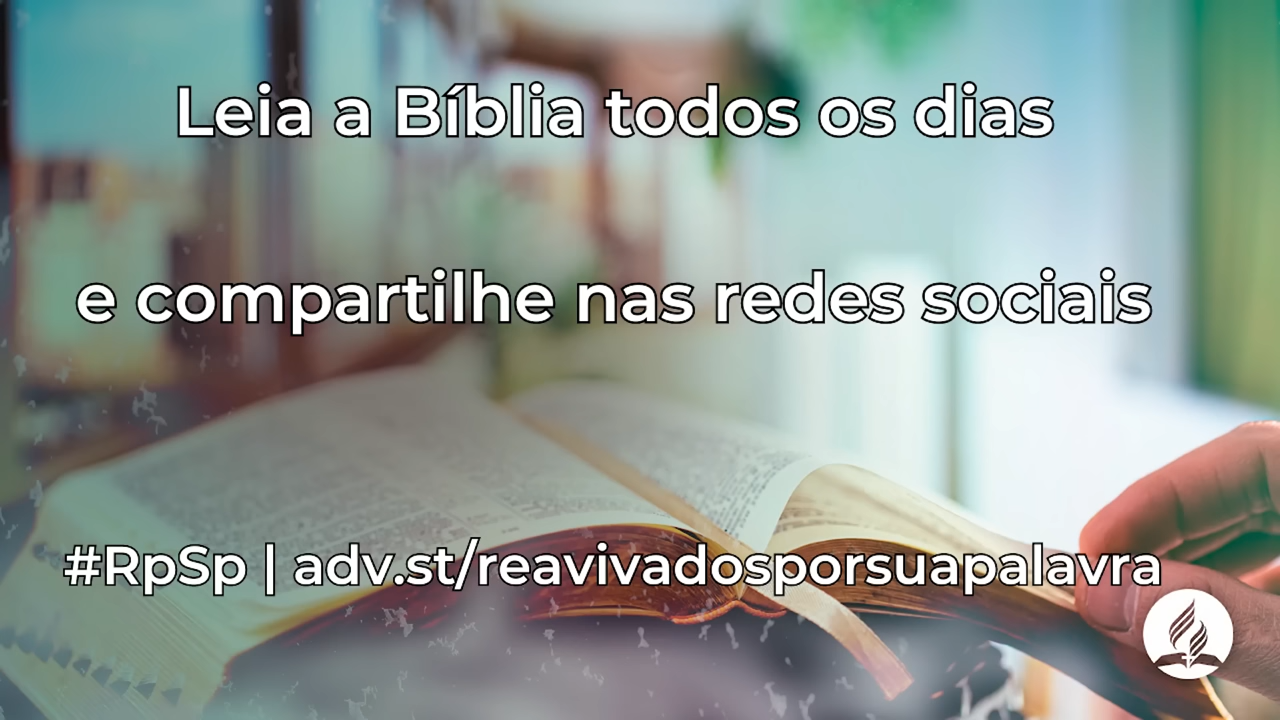 Leia a Bíblia todos os dias
e compartilhe nas redes sociais
#RpSp | adv.st/reavivadosporsuapalavra